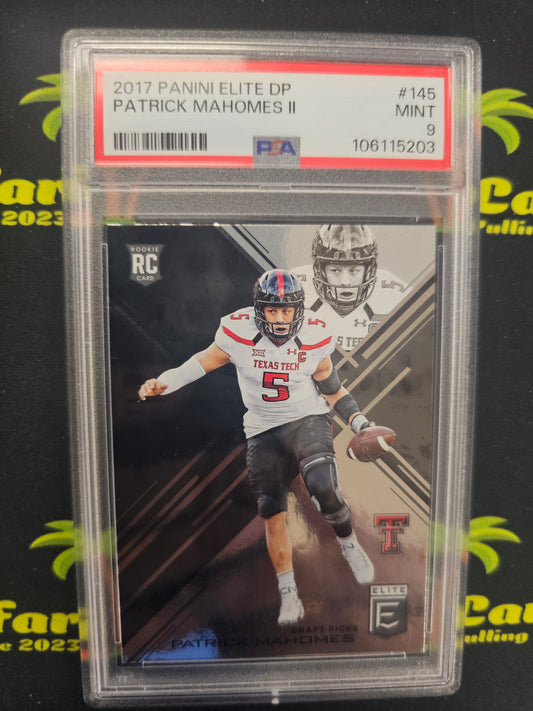 2017 PANINI ELITE DP #145
PATRICK MAHOMES II MINT
9
PSA 106115203
ROOKIE
RC
CARD
5
TEXAS TECH
C
5
T
ELITE
E
DRAFT PICKS
PATRICK MAHOMES
2023
2023